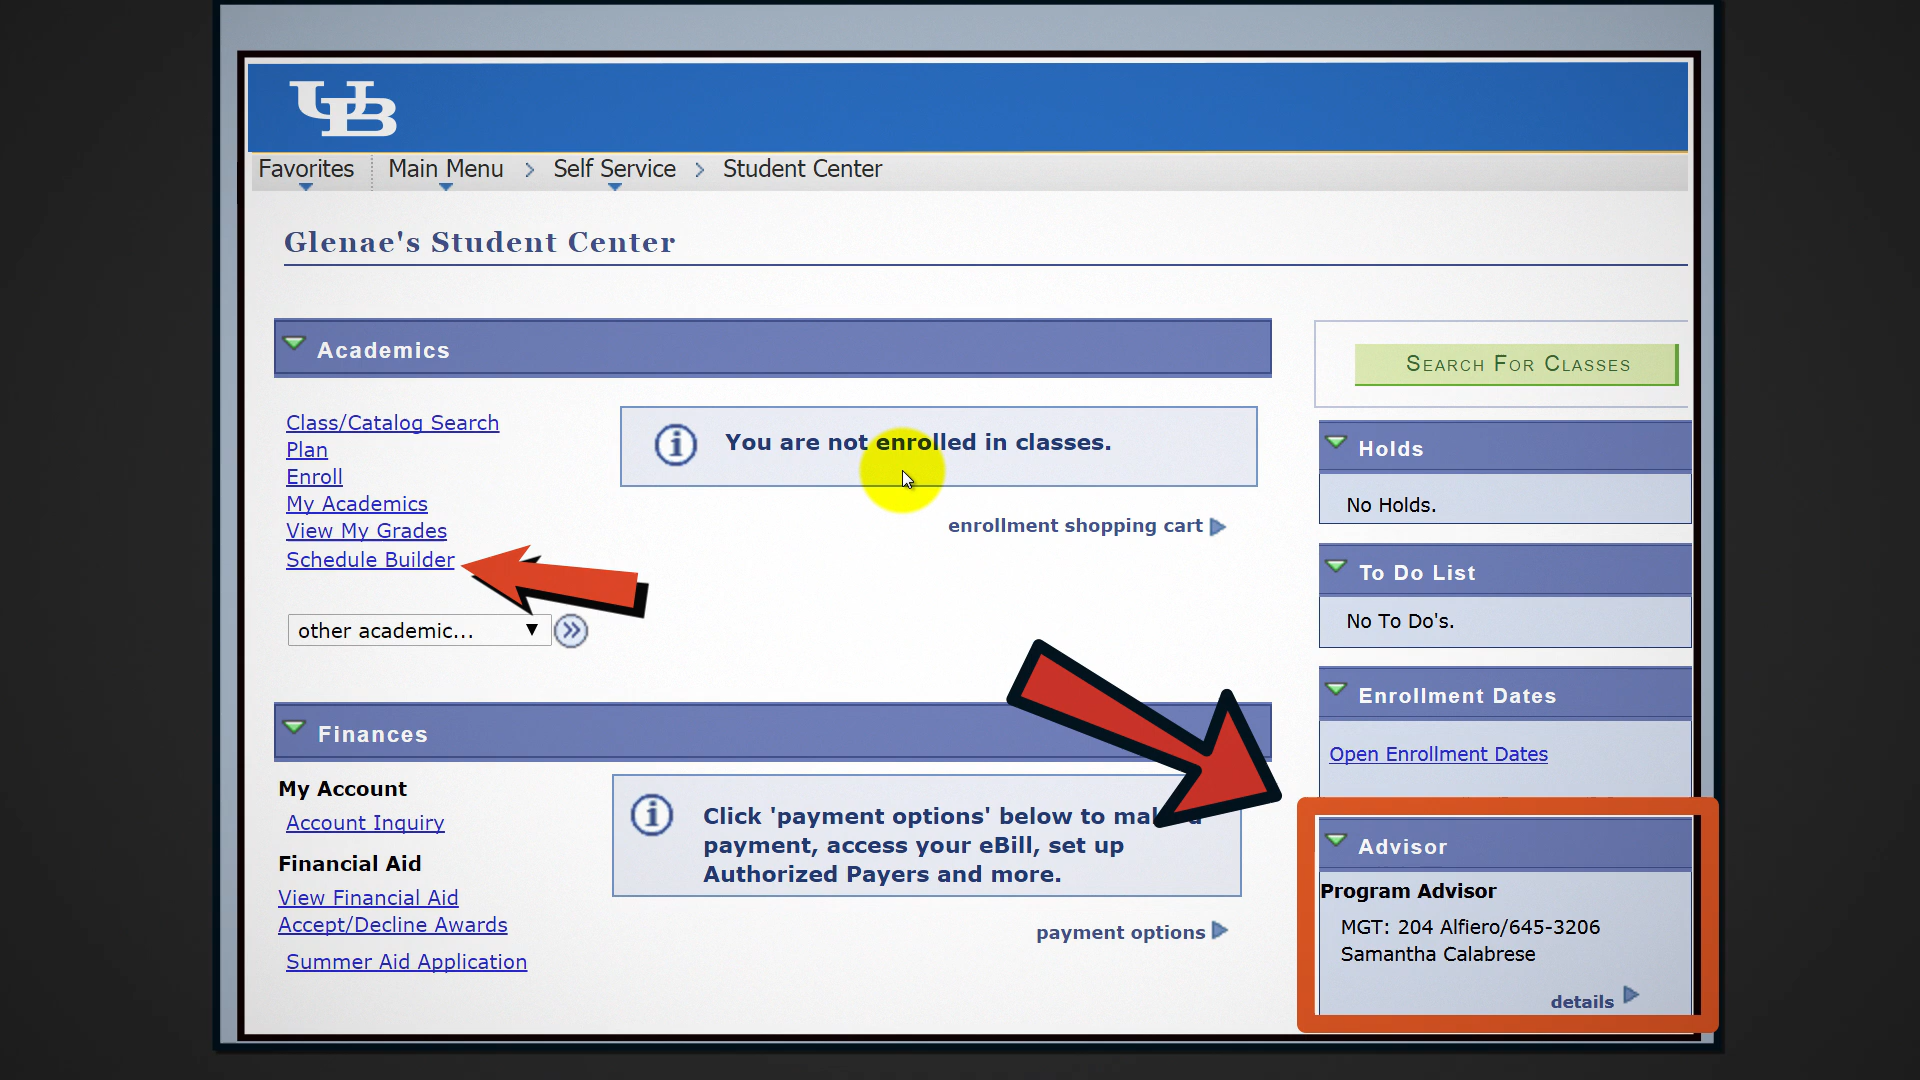 UB
Favorites Main Menu > Self Service > Student Center
Glenae's Student Center
Academics
Class/Catalog Search
Plan
Enroll
My Academics
View My Grades
Schedule Builder
other academic...
You are not enrolled in classes.
enrollment shopping cart
Finances
My Account
Account Inquiry
Financial Aid
View Financial Aid
Accept/Decline Awards
Summer Aid Application
Click 'payment options' below to
payment, access your eBill, set up
Authorized Payers and more.
payment options
Search For Classes
Holds
No Holds.
To Do List
No To Do's.
Enrollment Dates
Open Enrollment Dates
Advisor
Program Advisor
MGT: 204 Alfiero/645-3206
Samantha Calabrese
details